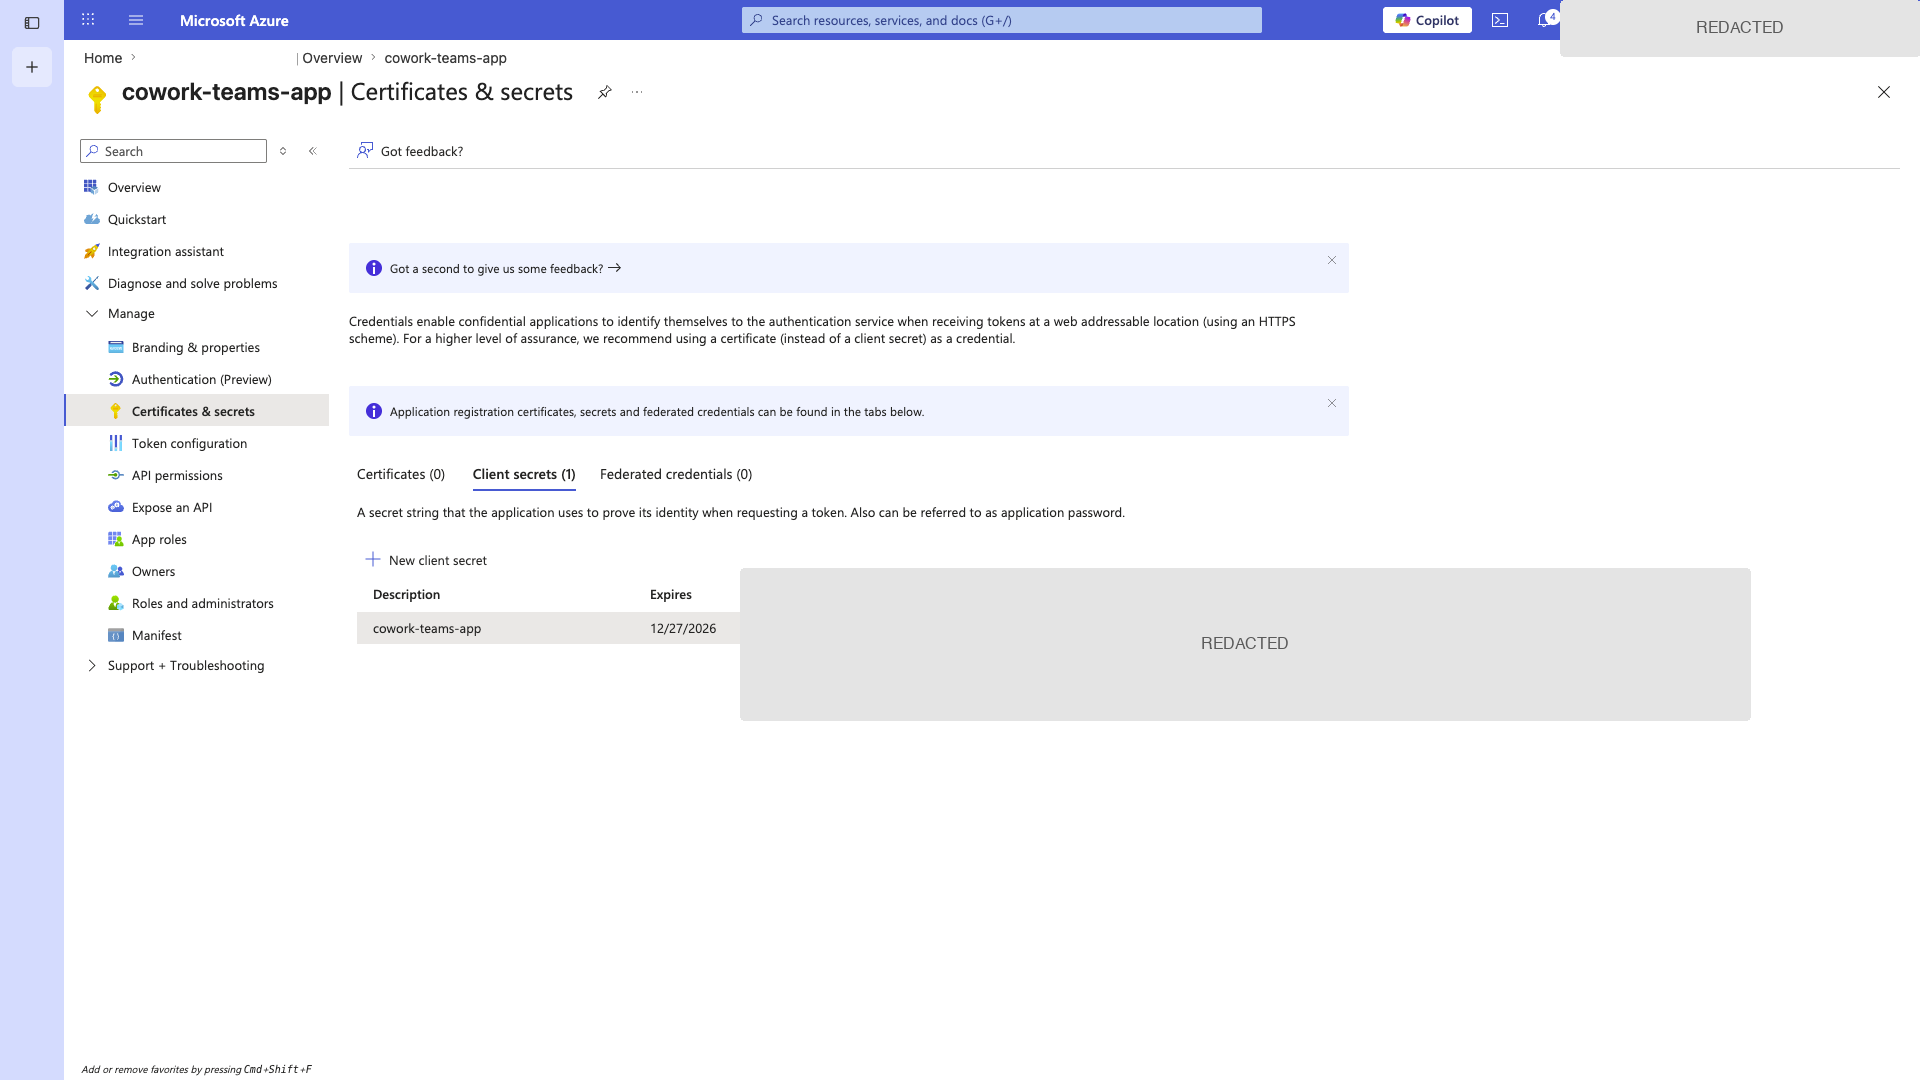 Microsoft Azure
Search resources, services, and docs (G+/)
Copilot
4
REDACTED
Home > | Overview > cowork-teams-app
cowork-teams-app | Certificates & secrets
Search
Got feedback?
Overview
Quickstart
Integration assistant
Diagnose and solve problems
Manage
Branding & properties
Authentication (Preview)
Certificates & secrets
Token configuration
API permissions
Expose an API
App roles
Owners
Roles and administrators
Manifest
Support + Troubleshooting
Got a second to give us some feedback? →
Credentials enable confidential applications to identify themselves to the authentication service when receiving tokens at a web addressable location (using an HTTPS
scheme). For a higher level of assurance, we recommend using a certificate (instead of a client secret) as a credential.
Application registration certificates, secrets and federated credentials can be found in the tabs below.
Certificates (0) Client secrets (1) Federated credentials (0)
A secret string that the application uses to prove its identity when requesting a token. Also can be referred to as application password.
New client secret
Description Expires
cowork-teams-app 12/27/2026
REDACTED
Add or remove favorites by pressing Cmd+Shift+F